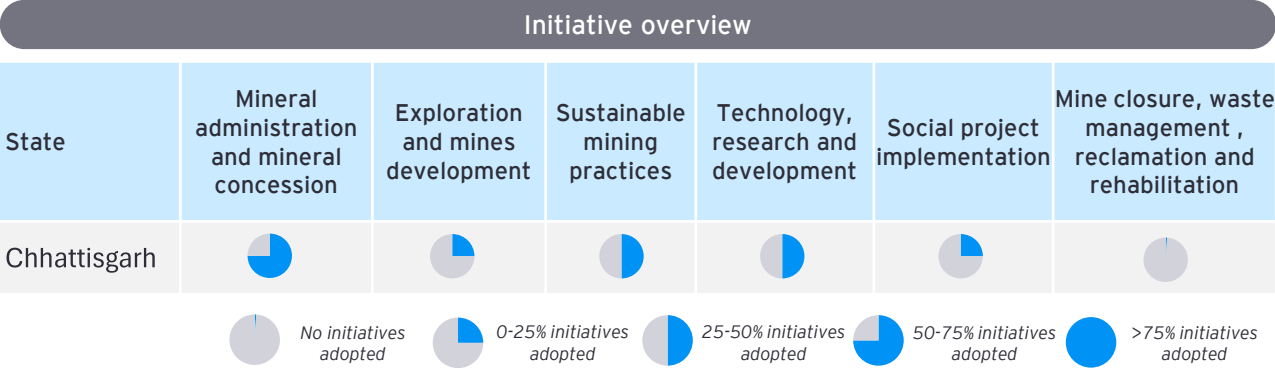 Initiative overview
State
Mineral
administration
and mineral
concession
Exploration
and mines
development
Sustainable
mining
practices
Technology,
research and
development
Social project
implementation
Mine closure, waste
management ,
reclamation and
rehabilitation
Chhattisgarh
No initiatives
adopted
0-25% initiatives
adopted
25-50% initiatives
adopted
50-75% initiatives
adopted
>75% initiatives
adopted